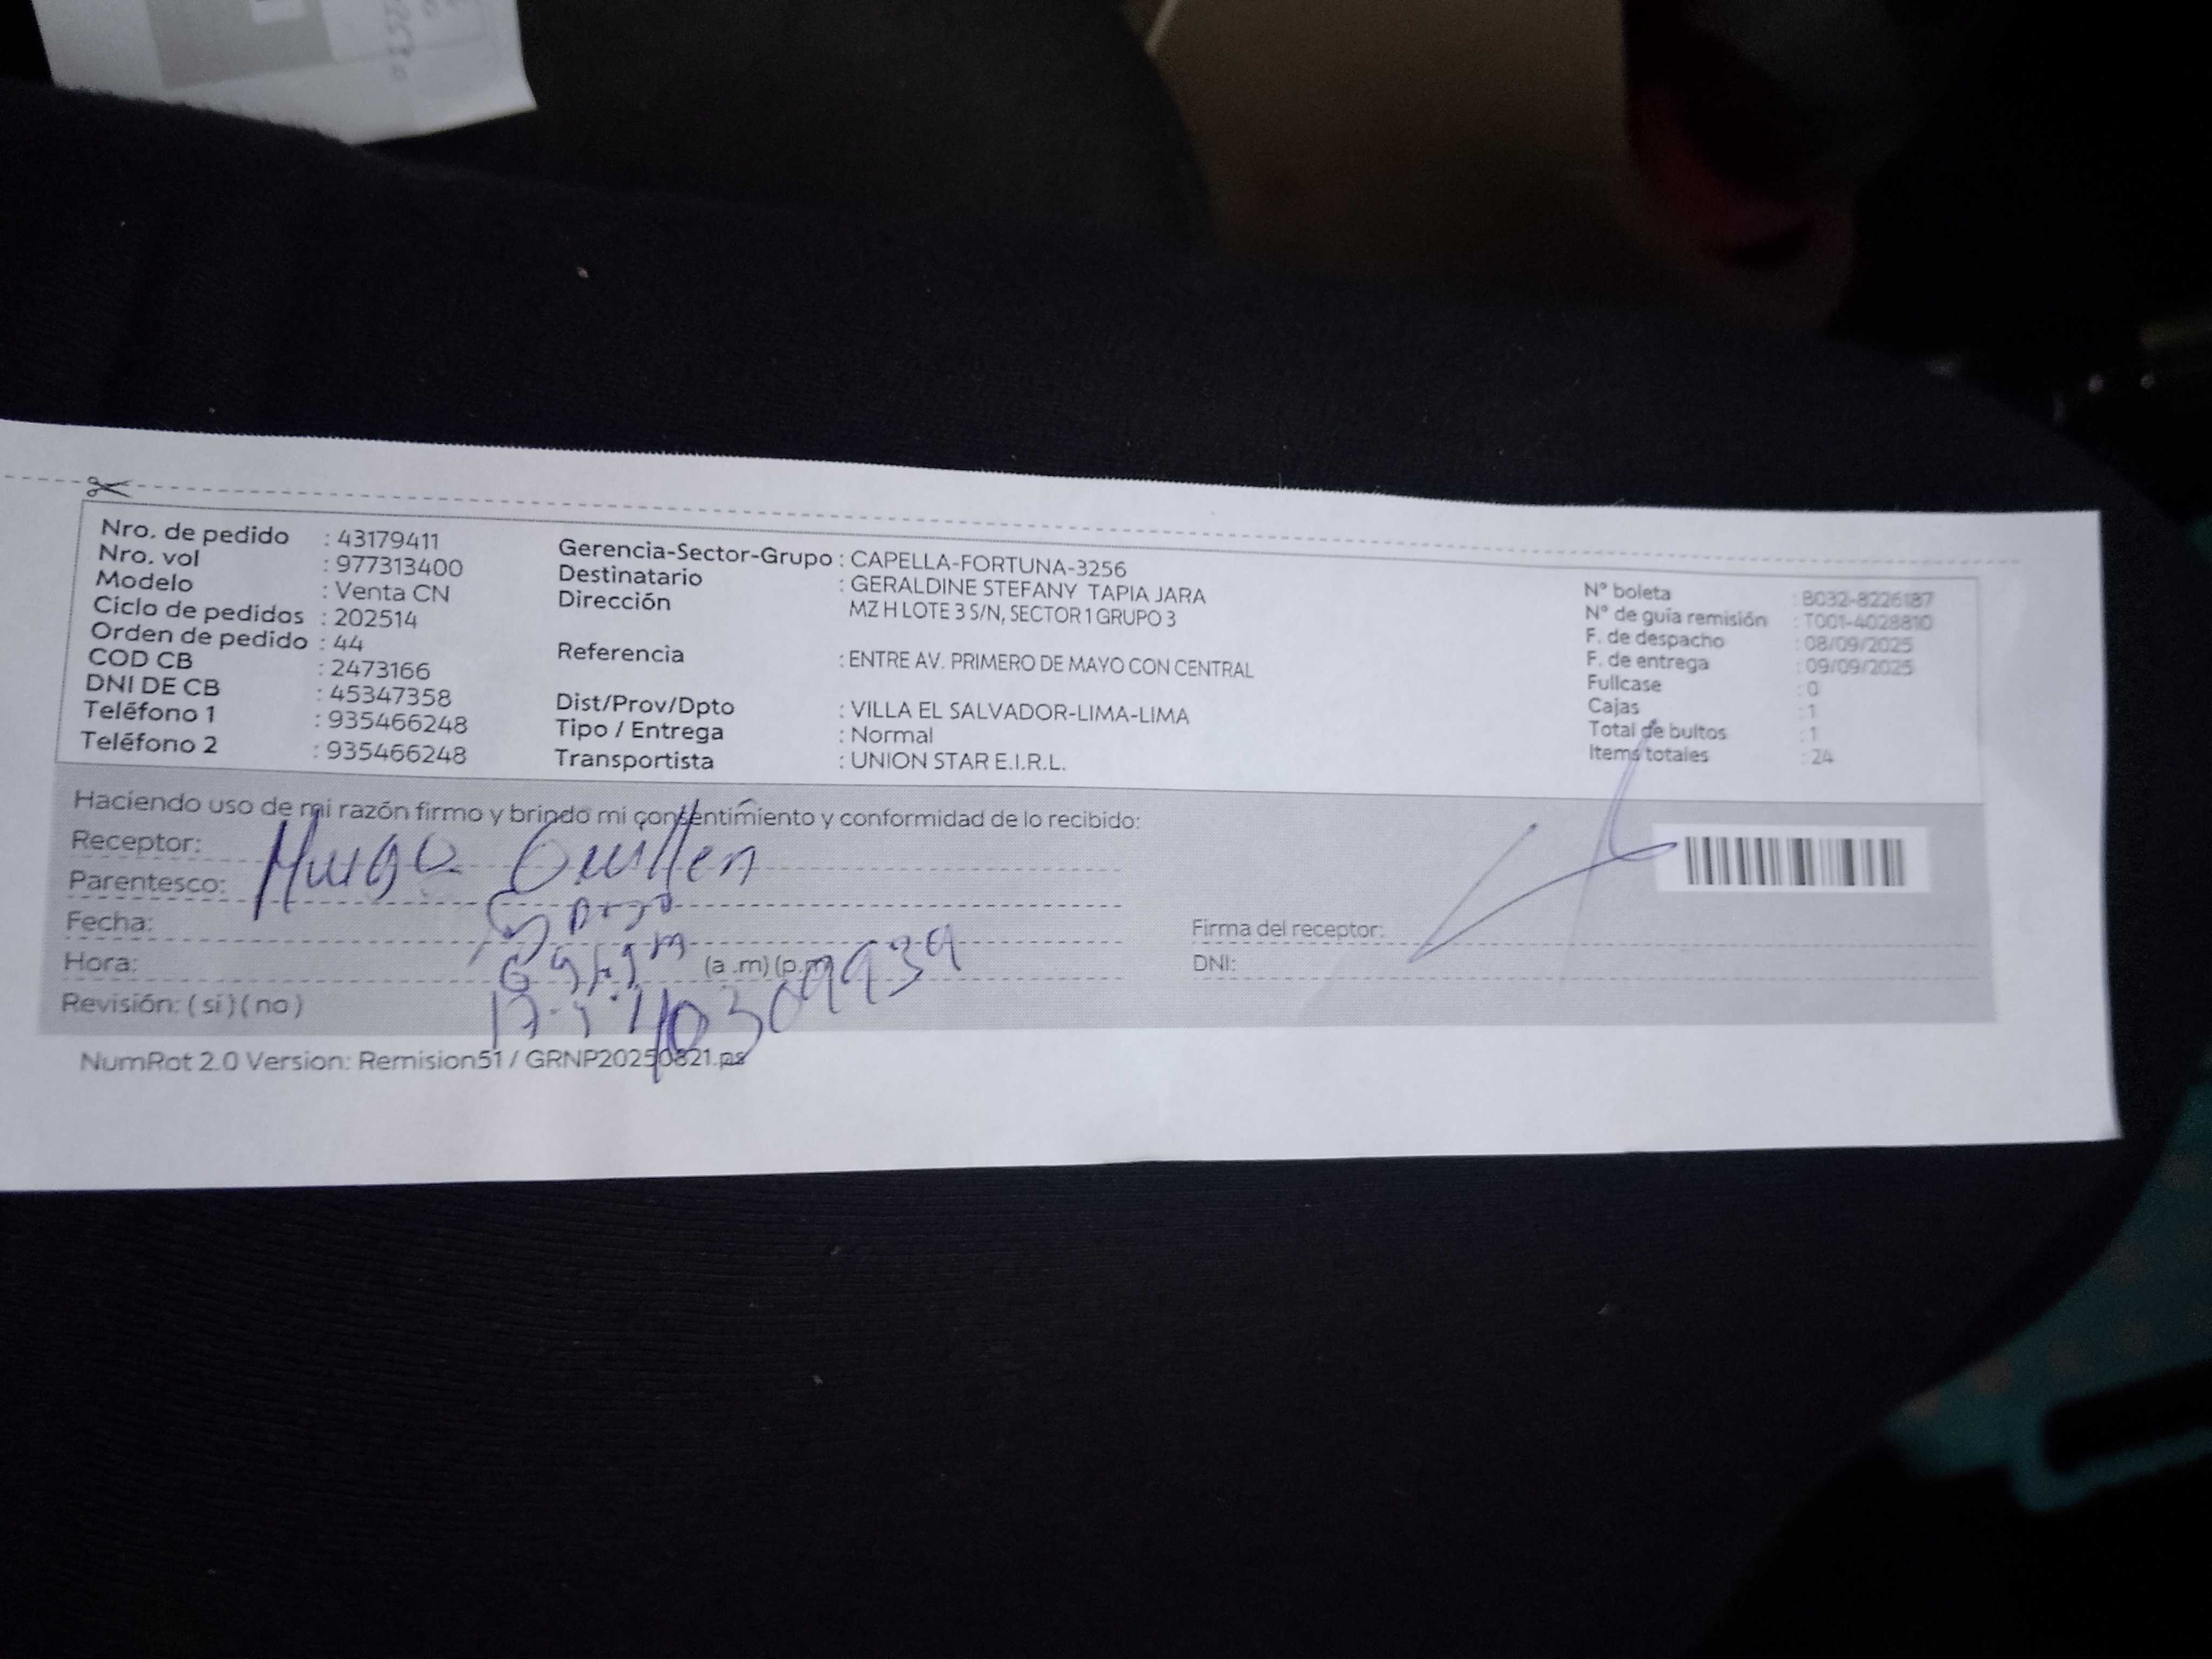 Nro. de pedido : 43179411
Nro. vol : 977313400
Modelo : Venta CN
Ciclo de pedidos : 202514
Orden de pedido : 44
COD CB : 2473166
DNI DE CB : 45347358
Teléfono 1 : 935466248
Teléfono 2 : 935466248
Gerencia-Sector-Grupo : CAPELLA-FORTUNA-3256
Destinatario : GERALDINE STEFANY TAPIA JARA
Dirección MZ H LOTE 3 S/N, SECTOR 1 GRUPO 3
Referencia : ENTRE AV. PRIMERO DE MAYO CON CENTRAL
Dist/Prov/Dpto : VILLA EL SALVADOR-LIMA-LIMA
Tipo / Entrega : Normal
Transportista : UNION STAR E.I.R.L.
N° boleta : B032-8226187
N° de guía remisión : T001-4028810
F. de despacho : 08/09/2025
F. de entrega : 09/09/2025
Fullcase : 0
Cajas : 1
Total de bultos : 1
Items totales : 24
Haciendo uso de mi razón firmo y brindo mi consentimiento y conformidad de lo recibido:
Receptor: Hugo Guillen
Parentesco: Esposo
Fecha:
Hora: (a .m) (p.m
Revisión: ( si ) ( no )
Firma del receptor:
DNI:
NumRot 2.0 Version: Remision51 / GRNP20250821.ps